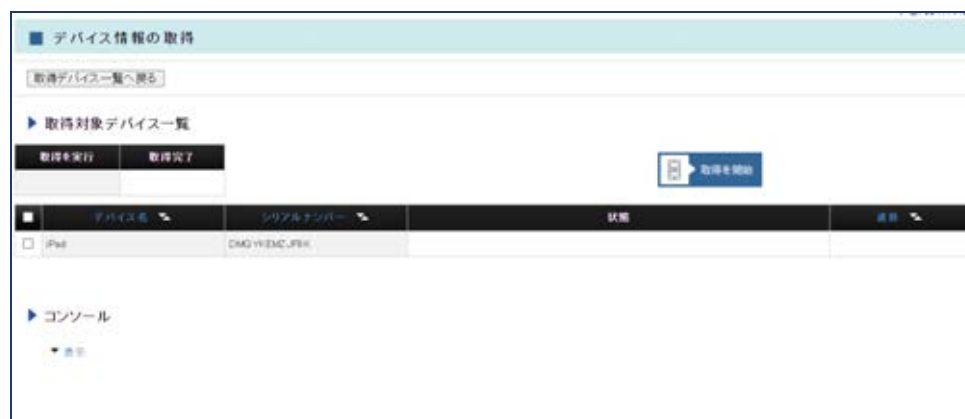 デバイス情報の取得
取得デバイス一覧へ戻る
取得対象デバイス一覧
取得を実行 取得完了
取得を開始
デバイス名 シリアルナンバー 状態
iPad
コンソール
表示